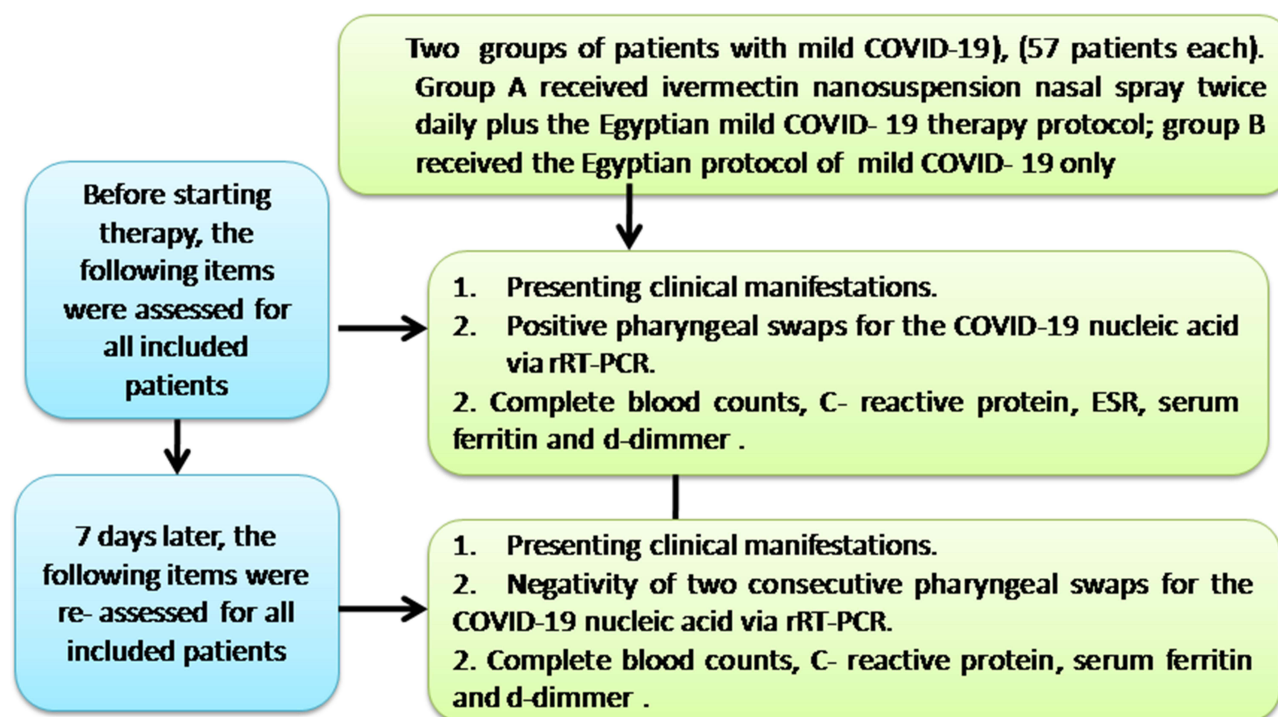 Two groups of patients with mild COVID-19), (57 patients each).
Group A received ivermectin nanosuspension nasal spray twice
daily plus the Egyptian mild COVID- 19 therapy protocol; group B
received the Egyptian protocol of mild COVID- 19 only
Before starting
therapy, the
following items
were assessed for
all included
patients
1. Presenting clinical manifestations.
2. Positive pharyngeal swaps for the COVID-19 nucleic acid
via rRT-PCR.
2. Complete blood counts, C- reactive protein, ESR, serum
ferritin and d-dimmer .
7 days later, the
following items were
re- assessed for all
included patients
1. Presenting clinical manifestations.
2. Negativity of two consecutive pharyngeal swaps for the
COVID-19 nucleic acid via rRT-PCR.
2. Complete blood counts, C- reactive protein, serum ferritin
and d-dimmer .